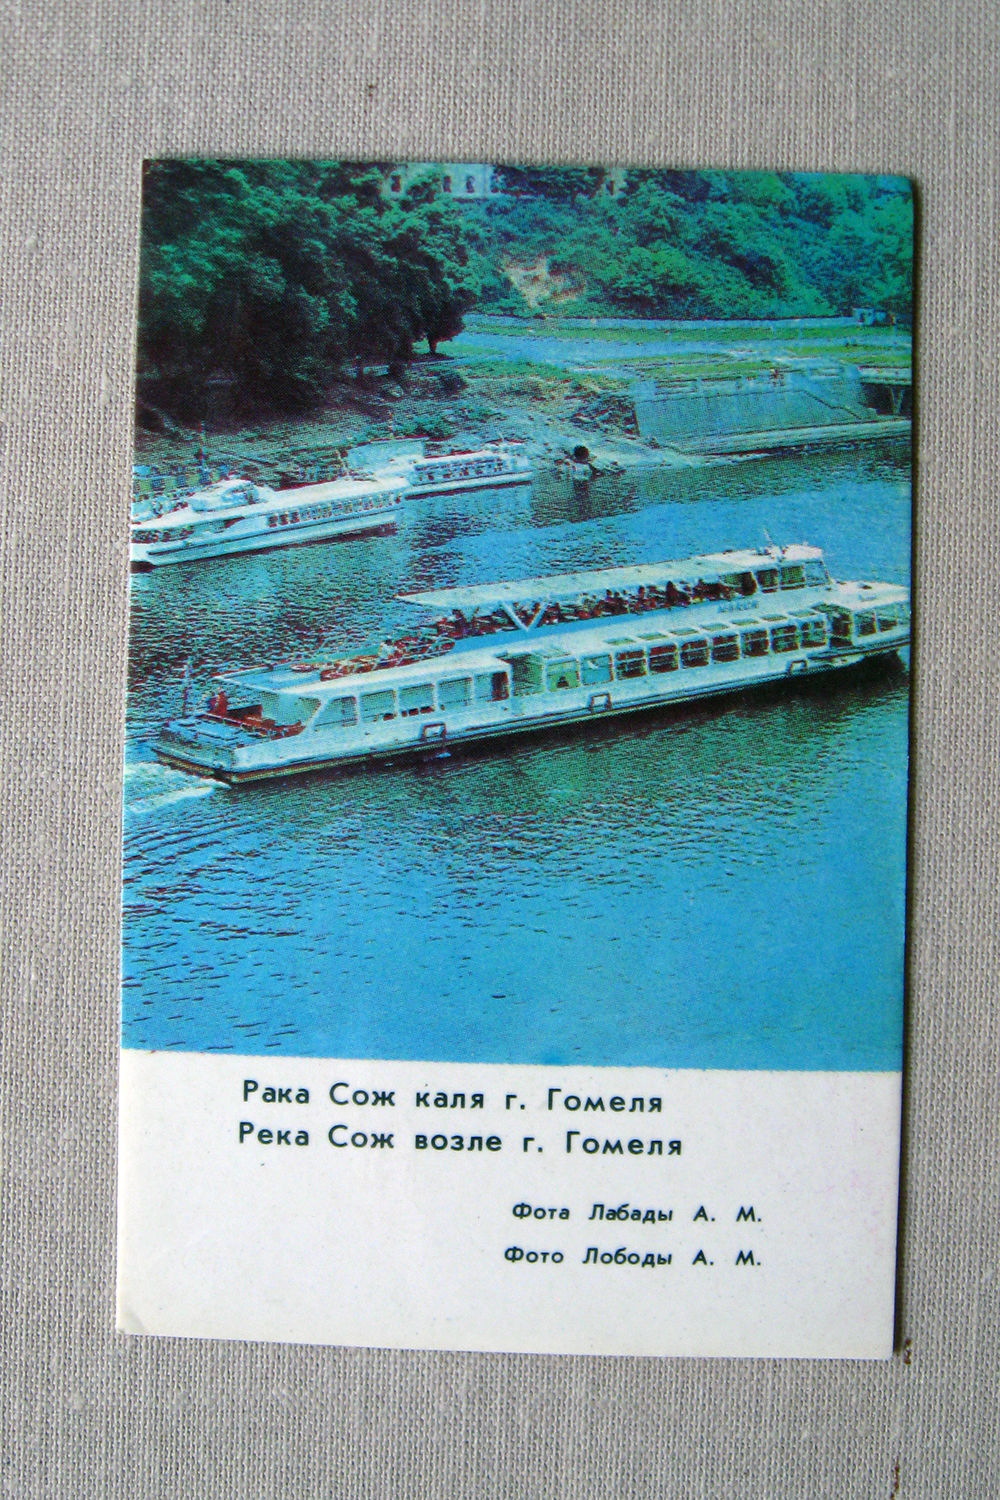 Рака Сож каля г. Гомеля
Река Сож возле г. Гомеля
Фота Лабады А. М.
Фото Лободы А. М.